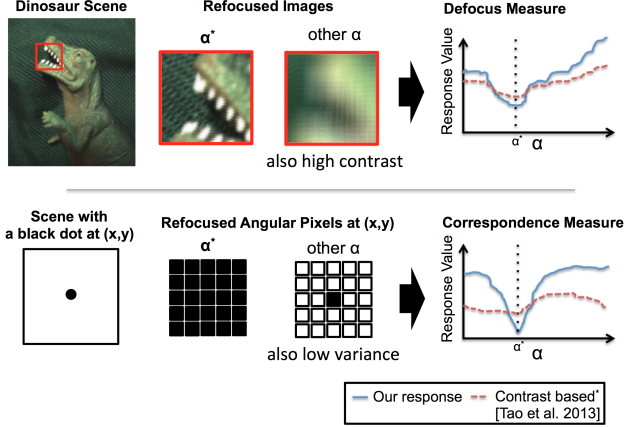 Dinosaur Scene
Refocused Images
Defocus Measure
α*
other α
also high contrast
Response Value
α*
α
Scene with
a black dot at (x,y)
Refocused Angular Pixels at (x,y)
Correspondence Measure
α*
other α
also low variance
Response Value
α*
α
Our response
Contrast based*
[Tao et al. 2013]